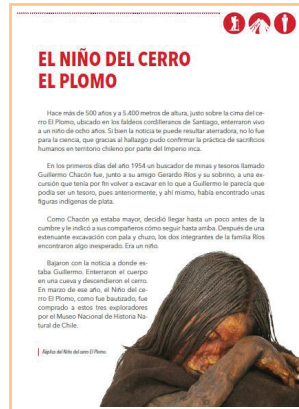 EL NIÑO DEL CERRO
EL PLOMO
Hace más de 500 años y a 5.400 metros de altura, justo sobre la cima del ce-
rro El Plomo, ubicado en los faldeos cordilleranos de Santiago, enterraron vivo
a un niño de ocho años. Si bien la noticia puede resultar aterradora, no lo fue
para la ciencia, que gracias al hallazgo pudo confirmar la práctica de sacrificios
humanos en territorio chileno por parte del Imperio inca.
En los primeros días del año 1954 un buscador de minas y tesoros llamado
Guillermo Chacón fue, junto a su amigo Gerardo Ríos y su sobrino, a una ex-
cursión que tenía por fin volver a excavar en lo que a Guillermo le parecía que
podía ser un tesoro, pues anteriormente, y ahí mismo, había encontrado unas
figuras indígenas de plata.
Como Chacón ya estaba mayor, decidió llegar hasta un poco antes de la
cumbre y le indicó a sus compañeros cómo seguir hasta arriba. Después de una
extenuante excavación con pala y chuzo, los dos integrantes de la familia Ríos
encontraron algo inesperado. Era un niño.
Bajaron con la noticia a donde es-
taba Guillermo. Enterraron el cuerpo
en una cueva y descendieron el cerro.
En marzo de ese año, el Niño del ce-
rro El Plomo, como fue bautizado, fue
comprado a estos tres exploradores
por el Museo Nacional de Historia Na-
tural de Chile.
Réplica del Niño del cerro El Plomo.